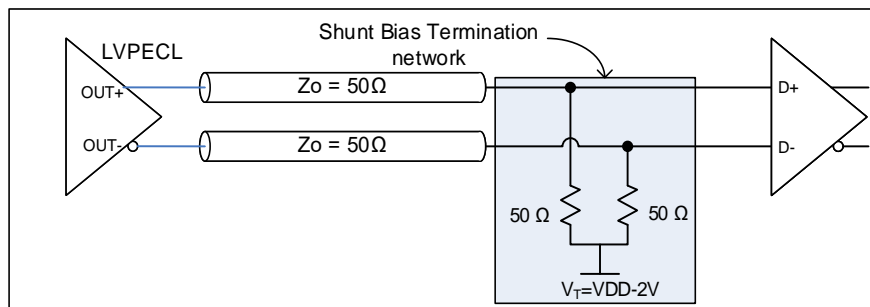 Shunt Bias Termination
network
LVPECL
OUT+
Zo = 50Ω
D+
OUT-
Zo = 50Ω
D-
50 Ω
50 Ω
VT=VDD-2V